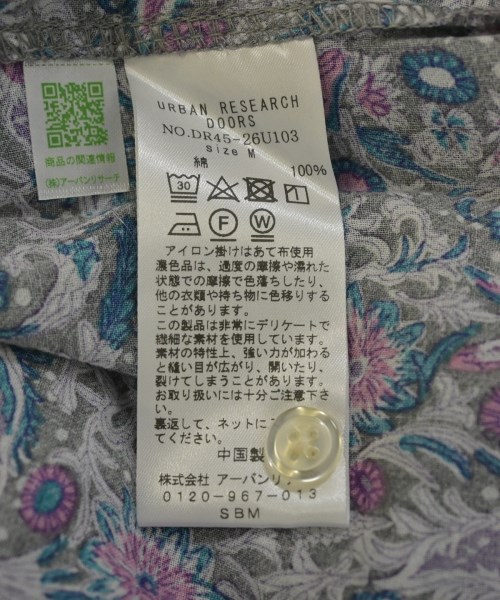 URBAN RESEARCH
DOORS
NO.DR45-26U103
size M
綿 100%
30
F W
アイロン掛けはあて布使用
濃色品は、過度の摩擦や濡れた
状態での摩擦で色落ちしたり、
他の衣類や持ち物に色移りする
ことがあります。
この製品は非常にデリケートで
繊細な素材を使用しています。
素材の特性上、強い力が加わる
と縫い目が広がり、開いたり、
裂けてしまうことがあります。
お取り扱いには十分ご注意下さ
い。
裏返して、ネットに
てください。
中国製
株式会社 アーバンリサ
0120-967-013
SBM
商品の関連情報
(株)アーバンリサーチ